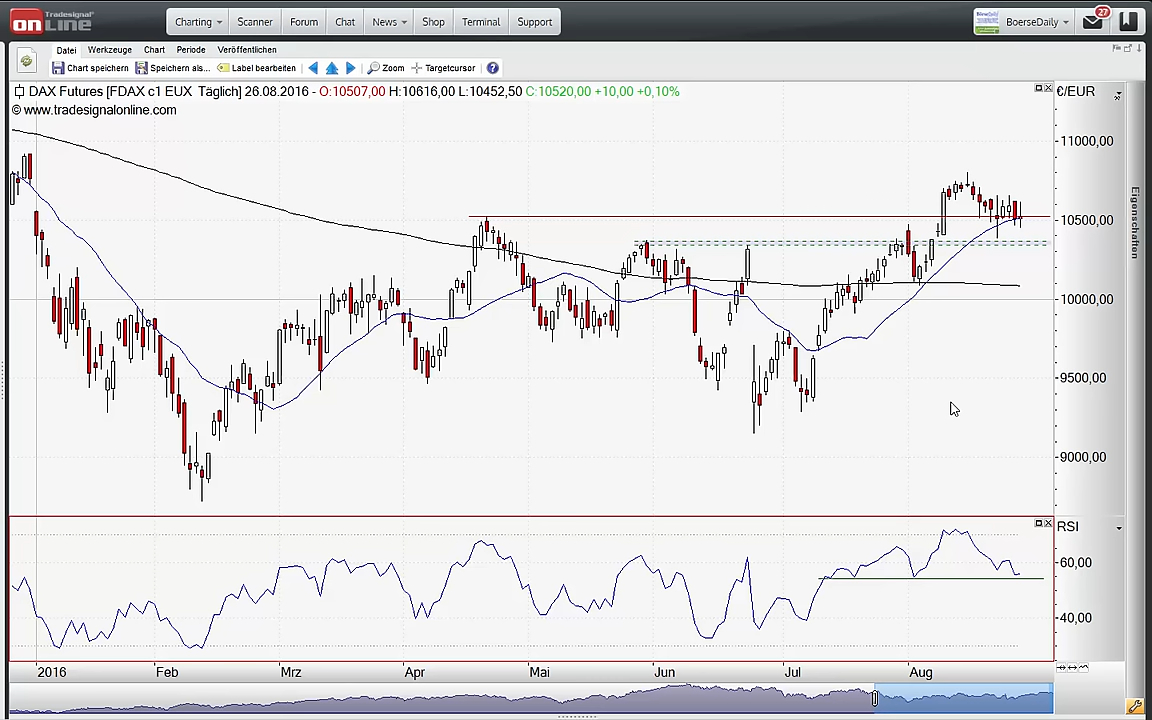 Tradesignal®
onLine
Charting
Scanner
Forum
Chat
News
Shop
Terminal
Support
BoerseDaily
27
Datei Werkzeuge Chart Periode Veröffentlichen
Chart speichern Speichern als... Label bearbeiten Zoom Targetcursor ?
DAX Futures [FDAX c1 EUX Täglich] 26.08.2016 - O:10507,00 H:10616,00 L:10452,50 C:10520,00 +10,00 +0,10%
© www.tradesignalonline.com
€/EUR
11000,00
10500,00
10000,00
9500,00
9000,00
Eigenschaften
RSI
60,00
40,00
2016 Feb Mrz Apr Mai Jun Jul Aug